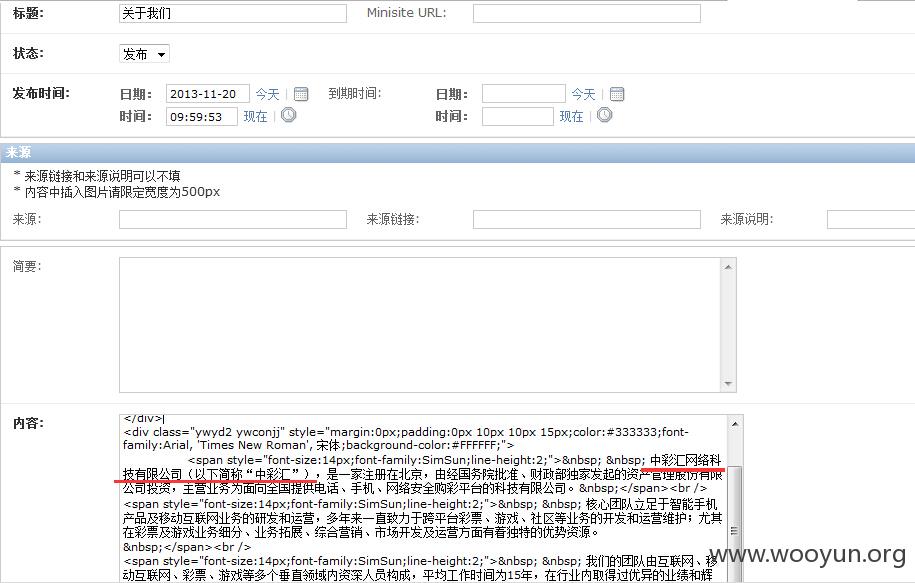 标题: 关于我们 Minisite URL:
状态: 发布
发布时间: 日期: 2013-11-20 今天 到期时间: 日期: 今天
时间: 09:59:53 现在 时间: 现在
来源
* 来源链接和来源说明可以不填
* 内容中插入图片请限定宽度为500px
来源: 来源链接: 来源说明:
简要:
内容: </div>
<div class="ywyd2 ywconjj" style="margin:0px;padding:0px 10px 10px 15px;color:#333333;font-
family:Arial, 'Times New Roman', 宋体;background-color:#FFFFFF;">
<span style="font-size:14px;font-family:SimSun;line-height:2;">&nbsp; &nbsp; 中彩汇网络科
技有限公司（以下简称“中彩汇”），是一家注册在北京，由经国务院批准、财政部独家发起的资产管理股份有限
公司投资，主营业务为面向全国提供电话、手机、网络安全购彩平台的科技有限公司。&nbsp;</span><br />
<span style="font-size:14px;font-family:SimSun;line-height:2;">&nbsp; &nbsp; 核心团队立足于智能手机
产品及移动互联网业务的研发和运营，多年来一直致力于跨平台彩票、游戏、社区等业务的开发和运营维护；尤其
在彩票及游戏业务细分、业务拓展、综合营销、市场开发及运营方面有着独特的优势资源。
&nbsp;</span><br />
<span style="font-size:14px;font-family:SimSun;line-height:2;">&nbsp; &nbsp; 我们的团队由互联网、移
动互联网、彩票、游戏等多个垂直领域内资深人员构成，平均工作时间为15年，在行业内取得过优异的业绩和辉
www.wooyun.org